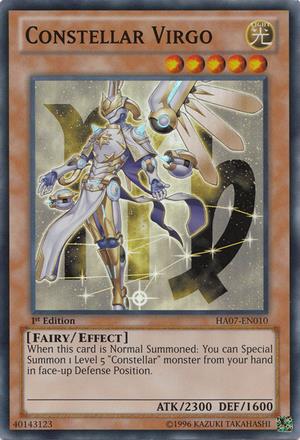 CONSTELLAR VIRGO
LIGHT
光
1st Edition
HA07-EN010
[FAIRY/EFFECT]
When this card is Normal Summoned: You can Special
Summon 1 Level 5 "Constellar" monster from your hand
in face-up Defense Position.
ATK/2300 DEF/1600
40143123
©1996 KAZUKI TAKAHASHI